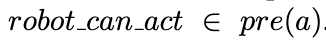 robot_can_act ∈ pre(a).